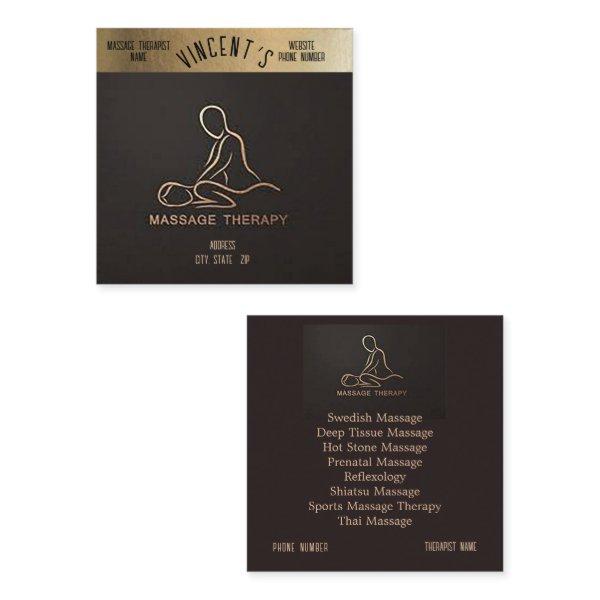 MASSAGE THERAPIST
NAME
VINCENT'S
WEBSITE
PHONE NUMBER
MASSAGE THERAPY
ADDRESS
CITY STATE ZIP
MASSAGE THERAPY
Swedish Massage
Deep Tissue Massage
Hot Stone Massage
Prenatal Massage
Reflexology
Shiatsu Massage
Sports Massage Therapy
Thai Massage
PHONE NUMBER
THERAPIST NAME